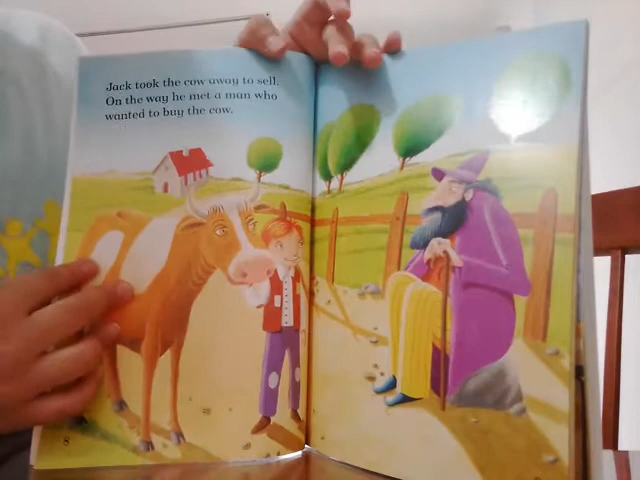 Jack took the cow away to sell.
On the way he met a man who
wanted to buy the cow.
8